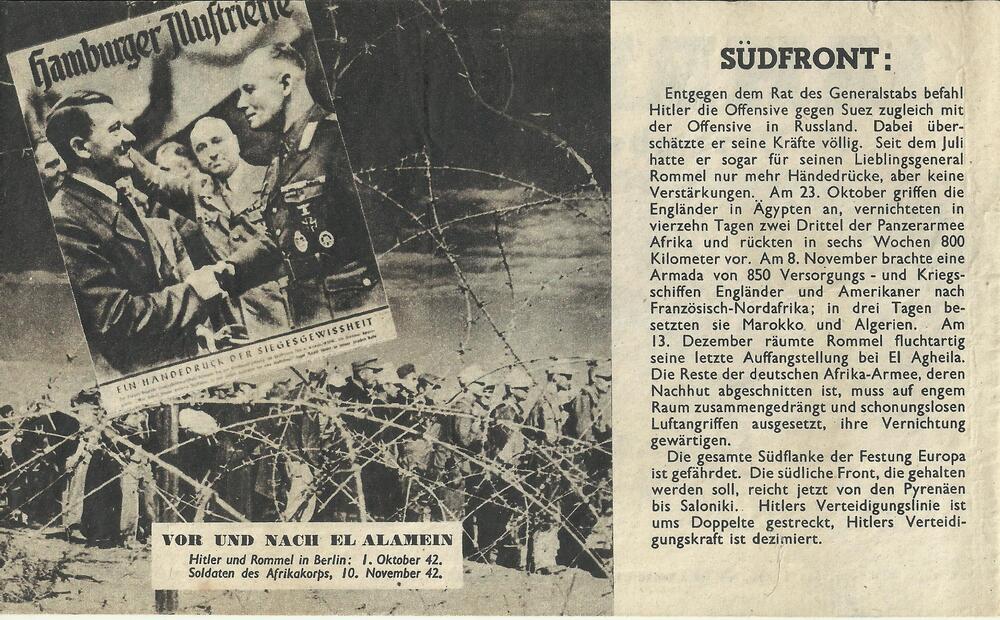 Hamburger Illustrierte
EIN HÄNDEDRUCK DER SIEGESGEWISSHEIT
VOR UND NACH EL ALAMEIN
Hitler und Rommel in Berlin: 1. Oktober 42.
Soldaten des Afrikakorps, 10. November 42.
SÜDFRONT:
Entgegen dem Rat des Generalstabs befahl
Hitler die Offensive gegen Suez zugleich mit
der Offensive in Russland. Dabei über-
schätzte er seine Kräfte völlig. Seit dem Juli
hatte er sogar für seinen Lieblingsgeneral
Rommel nur mehr Händedrücke, aber keine
Verstärkungen. Am 23. Oktober griffen die
Engländer in Ägypten an, vernichteten in
vierzehn Tagen zwei Drittel der Panzerarmee
Afrika und rückten in sechs Wochen 800
Kilometer vor. Am 8. November brachte eine
Armada von 850 Versorgungs - und Kriegs-
schiffen Engländer und Amerikaner nach
Französisch-Nordafrika; in drei Tagen be-
setzten sie Marokko und Algerien. Am
13. Dezember räumte Rommel fluchtartig
seine letzte Auffangstellung bei El Agheila.
Die Reste der deutschen Afrika-Armee, deren
Nachhut abgeschnitten ist, muss auf engem
Raum zusammengedrängt und schonungslosen
Luftangriffen ausgesetzt, ihre Vernichtung
gewärtigen.
Die gesamte Südflanke der Festung Europa
ist gefährdet. Die südliche Front, die gehalten
werden soll, reicht jetzt von den Pyrenäen
bis Saloniki. Hitlers Verteidigungslinie ist
ums Doppelte gestreckt, Hitlers Verteidi-
gungskraft ist dezimiert.